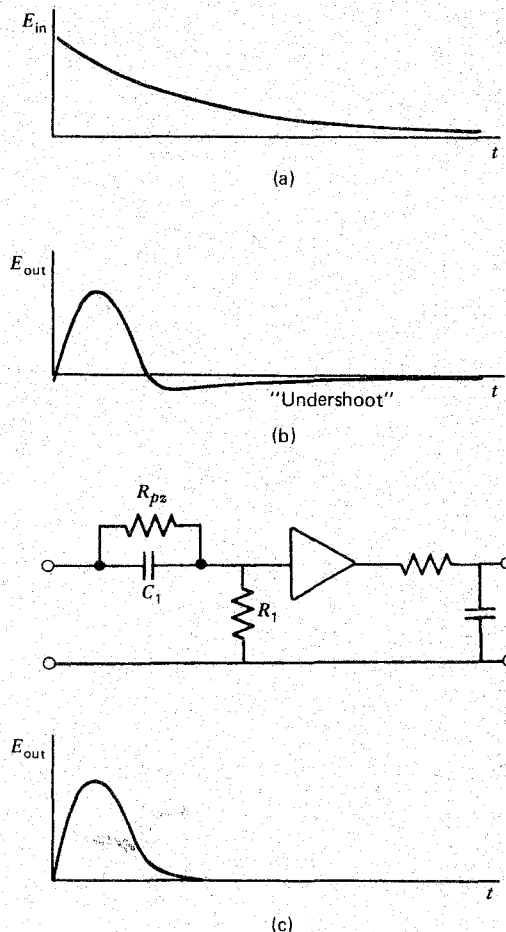 E_in
t
(a)
E_out
"Undershoot"
t
(b)
R_pz
C_1
R_1
E_out
t
(c)